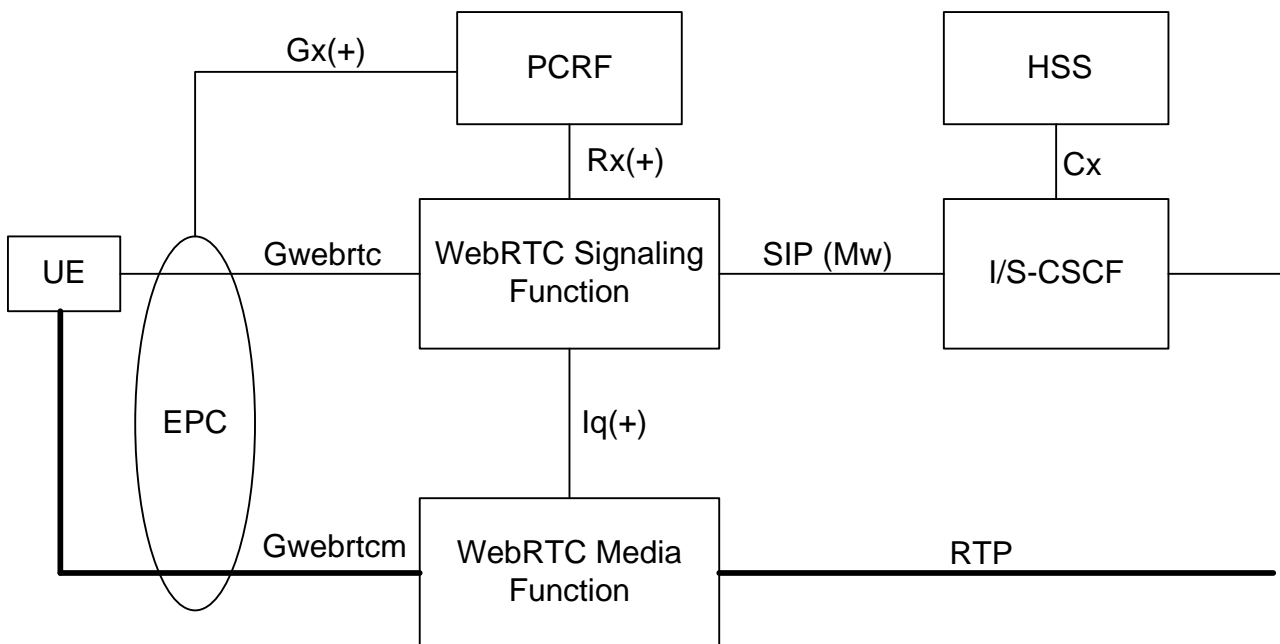 Gx(+)
PCRF
HSS
Rx(+)
Cx
UE
Gwebrtc
WebRTC Signaling
Function
SIP (Mw)
I/S-CSCF
EPC
Iq(+)
Gwebrtcm
WebRTC Media
Function
RTP